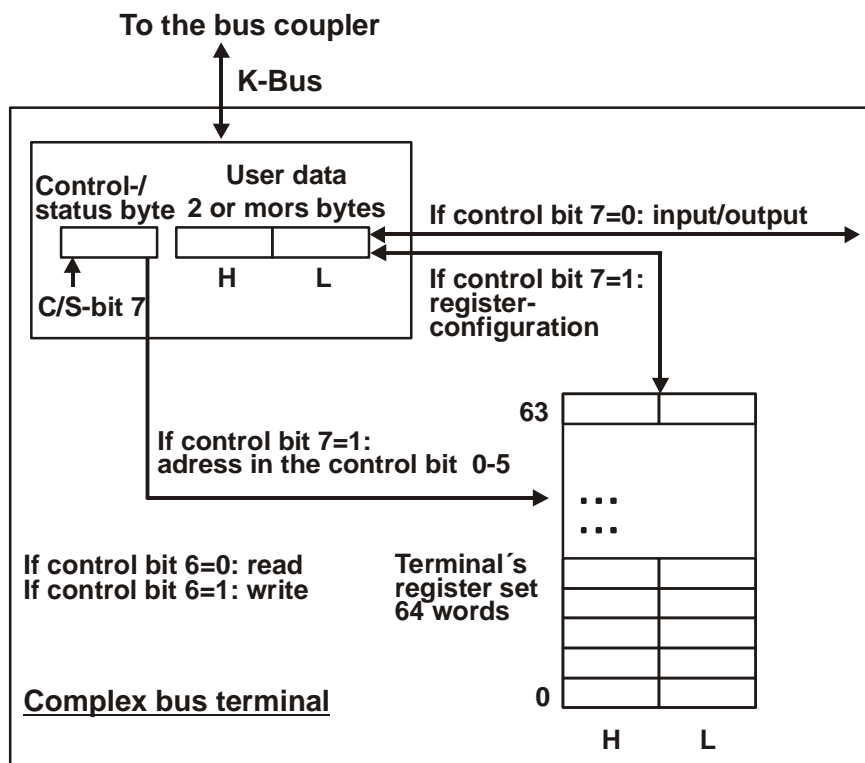 To the bus coupler
K-Bus
Control-/
status byte
User data
2 or mors bytes
H
L
C/S-bit 7
If control bit 7=0: input/output
If control bit 7=1:
register-
configuration
63
If control bit 7=1:
adress in the control bit  0-5
...
...
If control bit 6=0: read
If control bit 6=1: write
Terminal´s
register set
64 words
Complex bus terminal
0
H
L